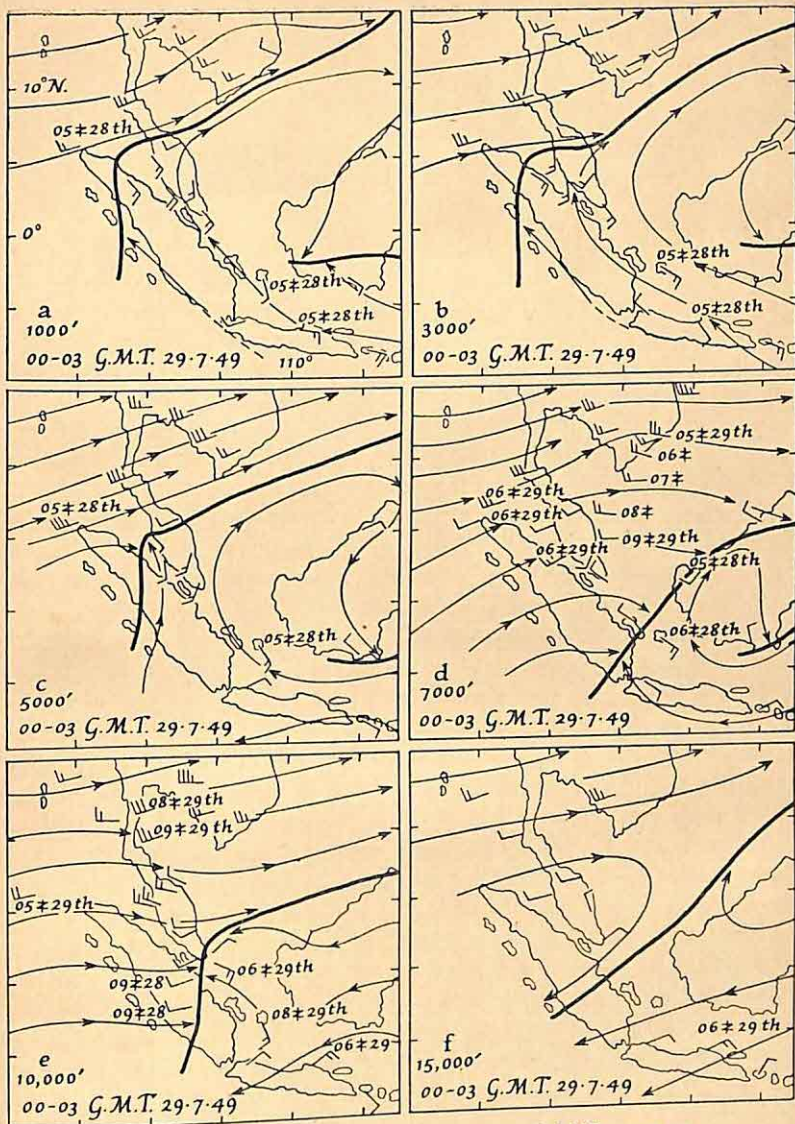 10°N.
05‡28th
0°
05‡28th
05‡28th
a
1000'
110°
00-03 G.M.T. 29·7·49
05‡28th
05‡28th
b
3000'
00-03 G.M.T. 29·7·49
05‡28th
05‡28th
c
5000'
00-03 G.M.T. 29·7·49
05‡29th
06‡
07‡
06‡29th
06‡29th
08‡
09‡29th
06‡29th
05‡28th
06‡28th
d
7000'
00-03 G.M.T. 29·7·49
08‡29th
09‡29th
05‡29th
06‡29th
09‡28
09‡28
08‡29th
06‡29
e
10,000'
00-03 G.M.T. 29·7·49
06‡29th
f
15,000'
00-03 G.M.T. 29·7·49